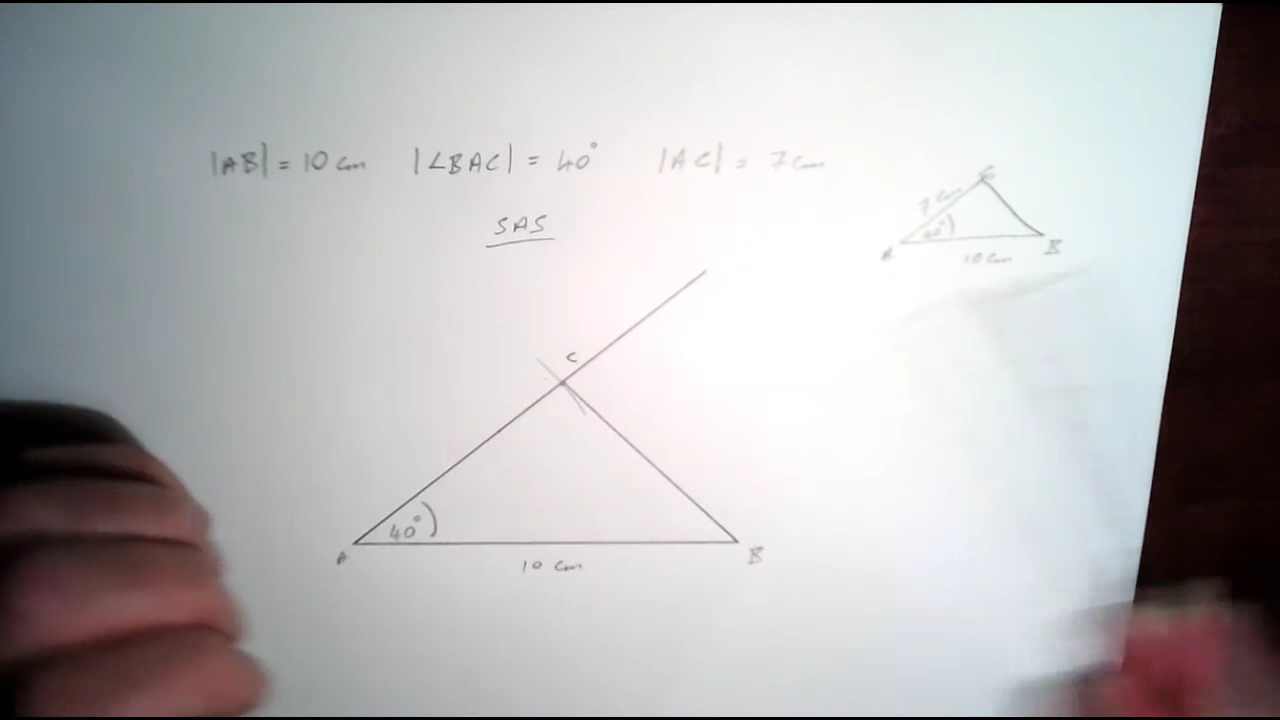 |AB| = 10 cm |∠BAC| = 40° |AC| = 7 cm
SAS
C
7 cm
40°
A
B
10 cm
C
40°
A
B
10 cm